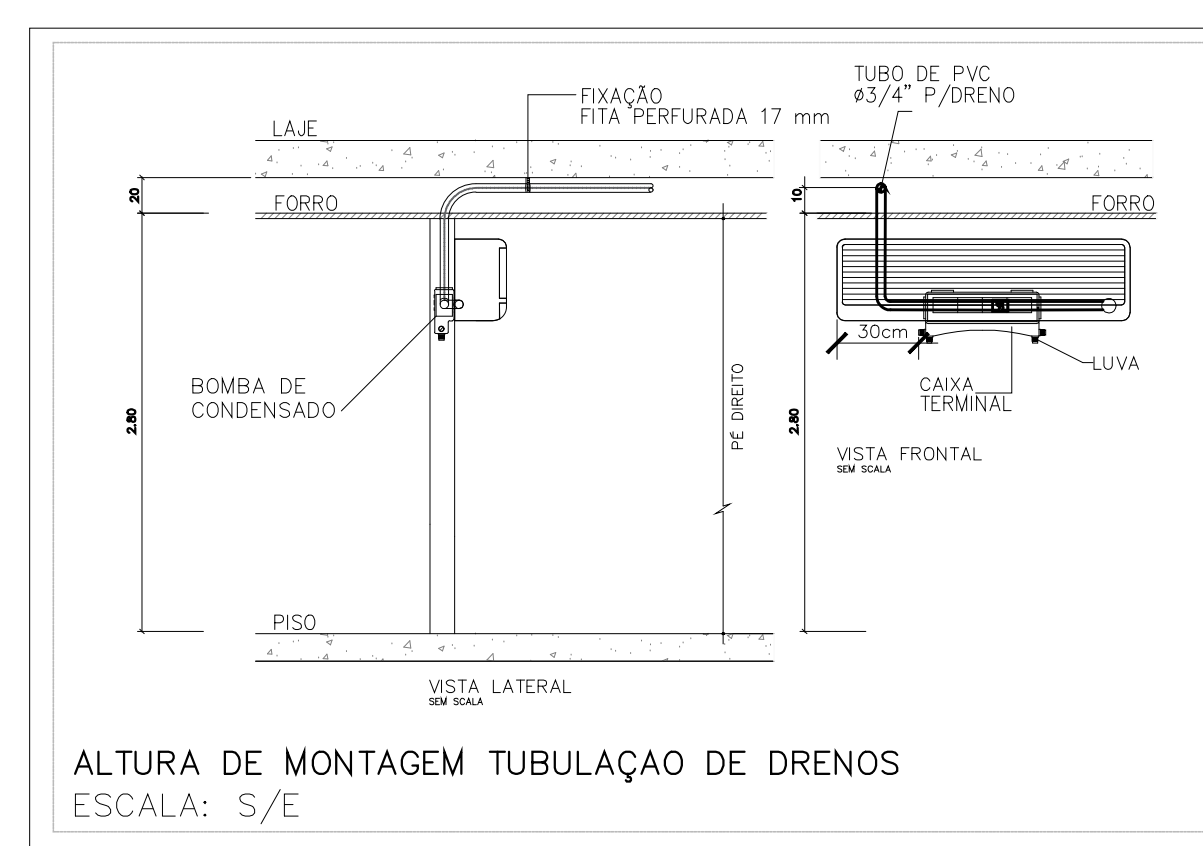 TUBO DE PVC
ø3/4" P/DRENO
FIXAÇÃO
FITA PERFURADA 17 mm
LAJE
20
FORRO
10
FORRO
30cm
LUVA
BOMBA DE
CONDENSADO
CAIXA
TERMINAL
2.80
PÉ DIREITO
2.80
VISTA FRONTAL
SEM SCALA
PISO
VISTA LATERAL
SEM SCALA
ALTURA DE MONTAGEM TUBULAÇAO DE DRENOS
ESCALA: S/E